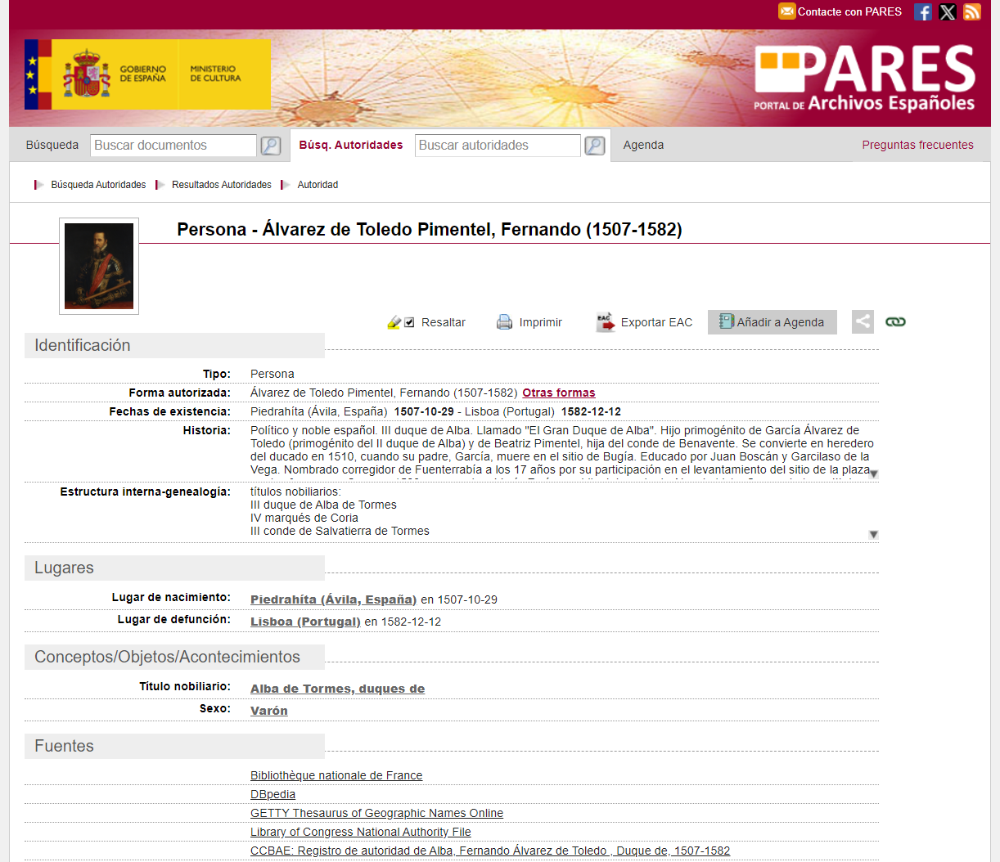 Contacte con PARES
GOBIERNO
DE ESPAÑA
MINISTERIO
DE CULTURA
PARES
PORTAL DE Archivos Españoles
Búsqueda
Buscar documentos
Búsq. Autoridades
Buscar autoridades
Agenda
Preguntas frecuentes
Búsqueda Autoridades
Resultados Autoridades
Autoridad
Persona - Álvarez de Toledo Pimentel, Fernando (1507-1582)
Resaltar
Imprimir
EAC
Exportar EAC
Añadir a Agenda
Identificación
Tipo: Persona
Forma autorizada: Álvarez de Toledo Pimentel, Fernando (1507-1582) Otras formas
Fechas de existencia: Piedrahíta (Ávila, España) 1507-10-29 - Lisboa (Portugal) 1582-12-12
Historia: Político y noble español. III duque de Alba. Llamado "El Gran Duque de Alba". Hijo primogénito de García Álvarez de
Toledo (primogénito del II duque de Alba) y de Beatriz Pimentel, hija del conde de Benavente. Se convierte en heredero
del ducado en 1510, cuando su padre, García, muere en el sitio de Bugía. Educado por Juan Boscán y Garcilaso de la
Vega. Nombrado corregidor de Fuenterrabía a los 17 años por su participación en el levantamiento del sitio de la plaza
Estructura interna-genealogía: títulos nobiliarios:
III duque de Alba de Tormes
IV marqués de Coria
III conde de Salvatierra de Tormes
Lugares
Lugar de nacimiento: Piedrahíta (Ávila, España) en 1507-10-29
Lugar de defunción: Lisboa (Portugal) en 1582-12-12
Conceptos/Objetos/Acontecimientos
Título nobiliario: Alba de Tormes, duques de
Sexo: Varón
Fuentes
Bibliothèque nationale de France
DBpedia
GETTY Thesaurus of Geographic Names Online
Library of Congress National Authority File
CCBAE: Registro de autoridad de Alba, Fernando Álvarez de Toledo , Duque de, 1507-1582